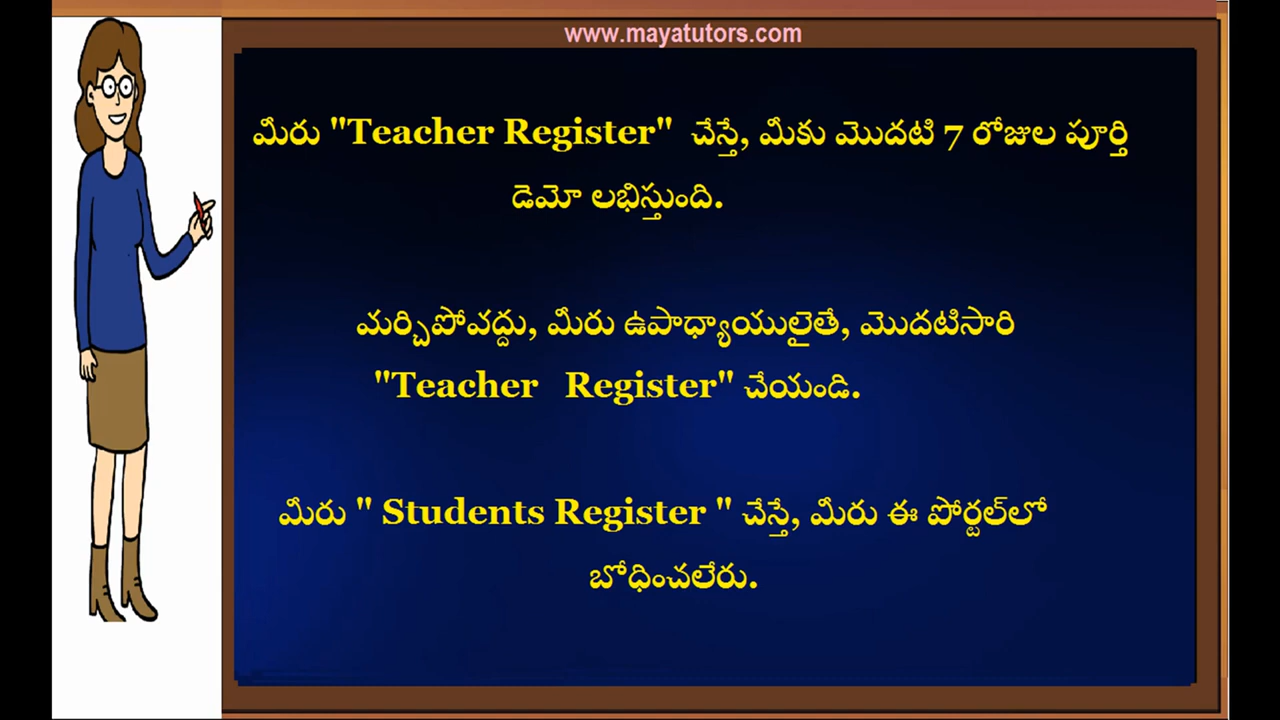 www.mayatutors.com
మీరు "Teacher Register" చేస్తే, మీకు మొదటి 7 రోజుల పూర్తి
డెమో లభిస్తుంది.
మర్చిపోవద్దు, మీరు ఉపాధ్యాయులైతే, మొదటిసారి
"Teacher Register" చేయండి.
మీరు " Students Register " చేస్తే, మీరు ఈ పోర్టల్‌లో
బోధించలేరు.